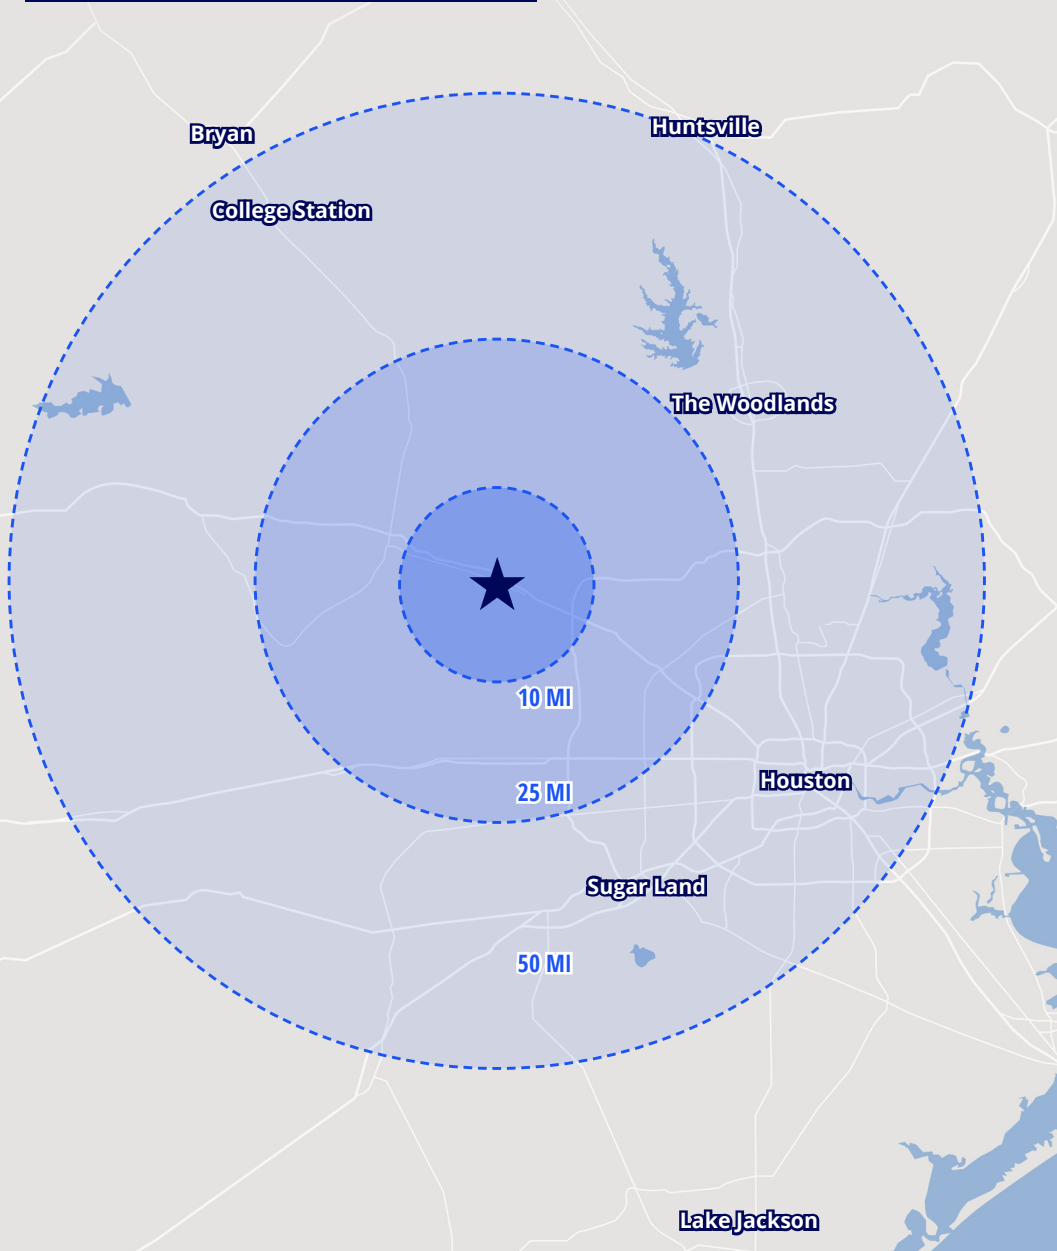 Huntsville
Bryan
College Station
The Woodlands
10 MI
Houston
25 MI
Sugar Land
50 MI
Lake Jackson